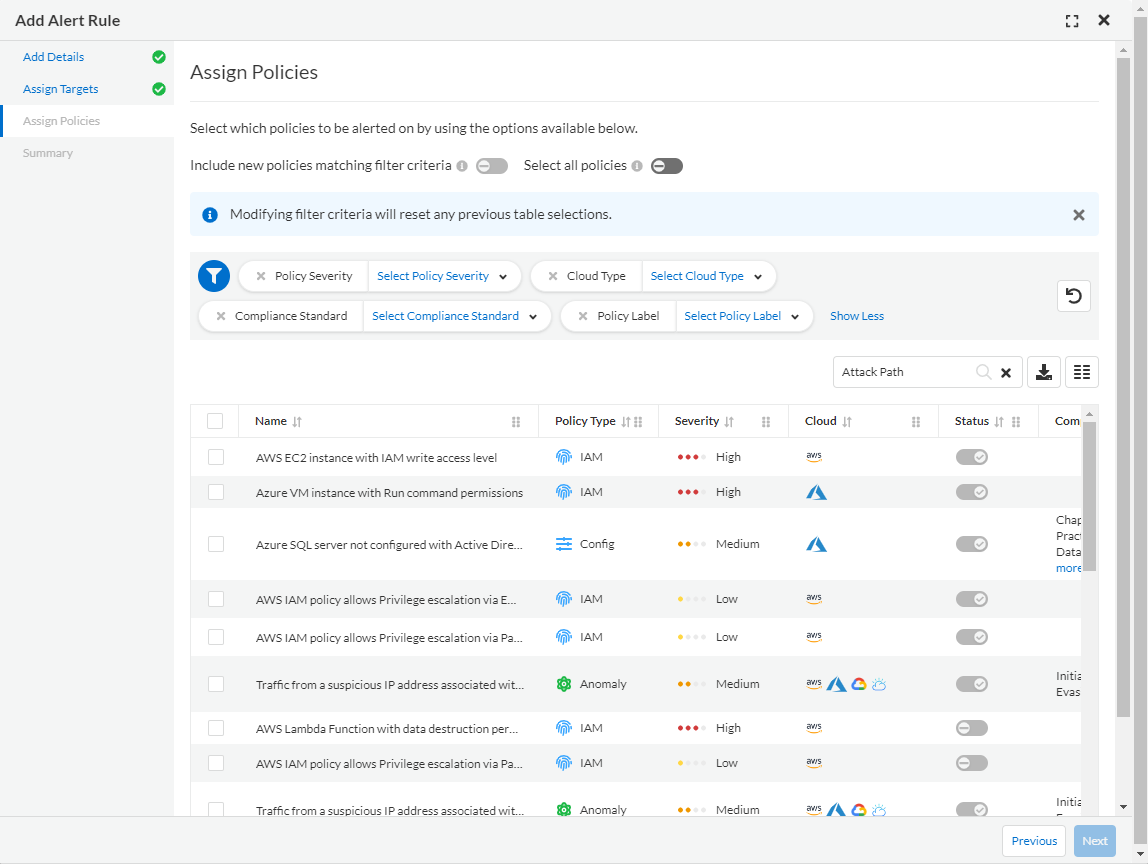 Add Alert Rule
Add Details
Assign Targets
Assign Policies
Summary
Assign Policies
Select which policies to be alerted on by using the options available below.
Include new policies matching filter criteria Select all policies
Modifying filter criteria will reset any previous table selections.
Policy Severity Select Policy Severity Cloud Type Select Cloud Type
Compliance Standard Select Compliance Standard Policy Label Select Policy Label Show Less
Attack Path
Name Policy Type Severity Cloud Status Com
AWS EC2 instance with IAM write access level IAM High aws
Azure VM instance with Run command permissions IAM High
Azure SQL server not configured with Active Dire... Config Medium
Chap
Pract
Data
more
AWS IAM policy allows Privilege escalation via E... IAM Low aws
AWS IAM policy allows Privilege escalation via Pa... IAM Low aws
Traffic from a suspicious IP address associated wit... Anomaly Medium aws
Initia
Evas
AWS Lambda Function with data destruction per... IAM High aws
AWS IAM policy allows Privilege escalation via Pa... IAM Low aws
Traffic from a suspicious IP address associated wit... Anomaly Medium aws
Initia
Previous Next